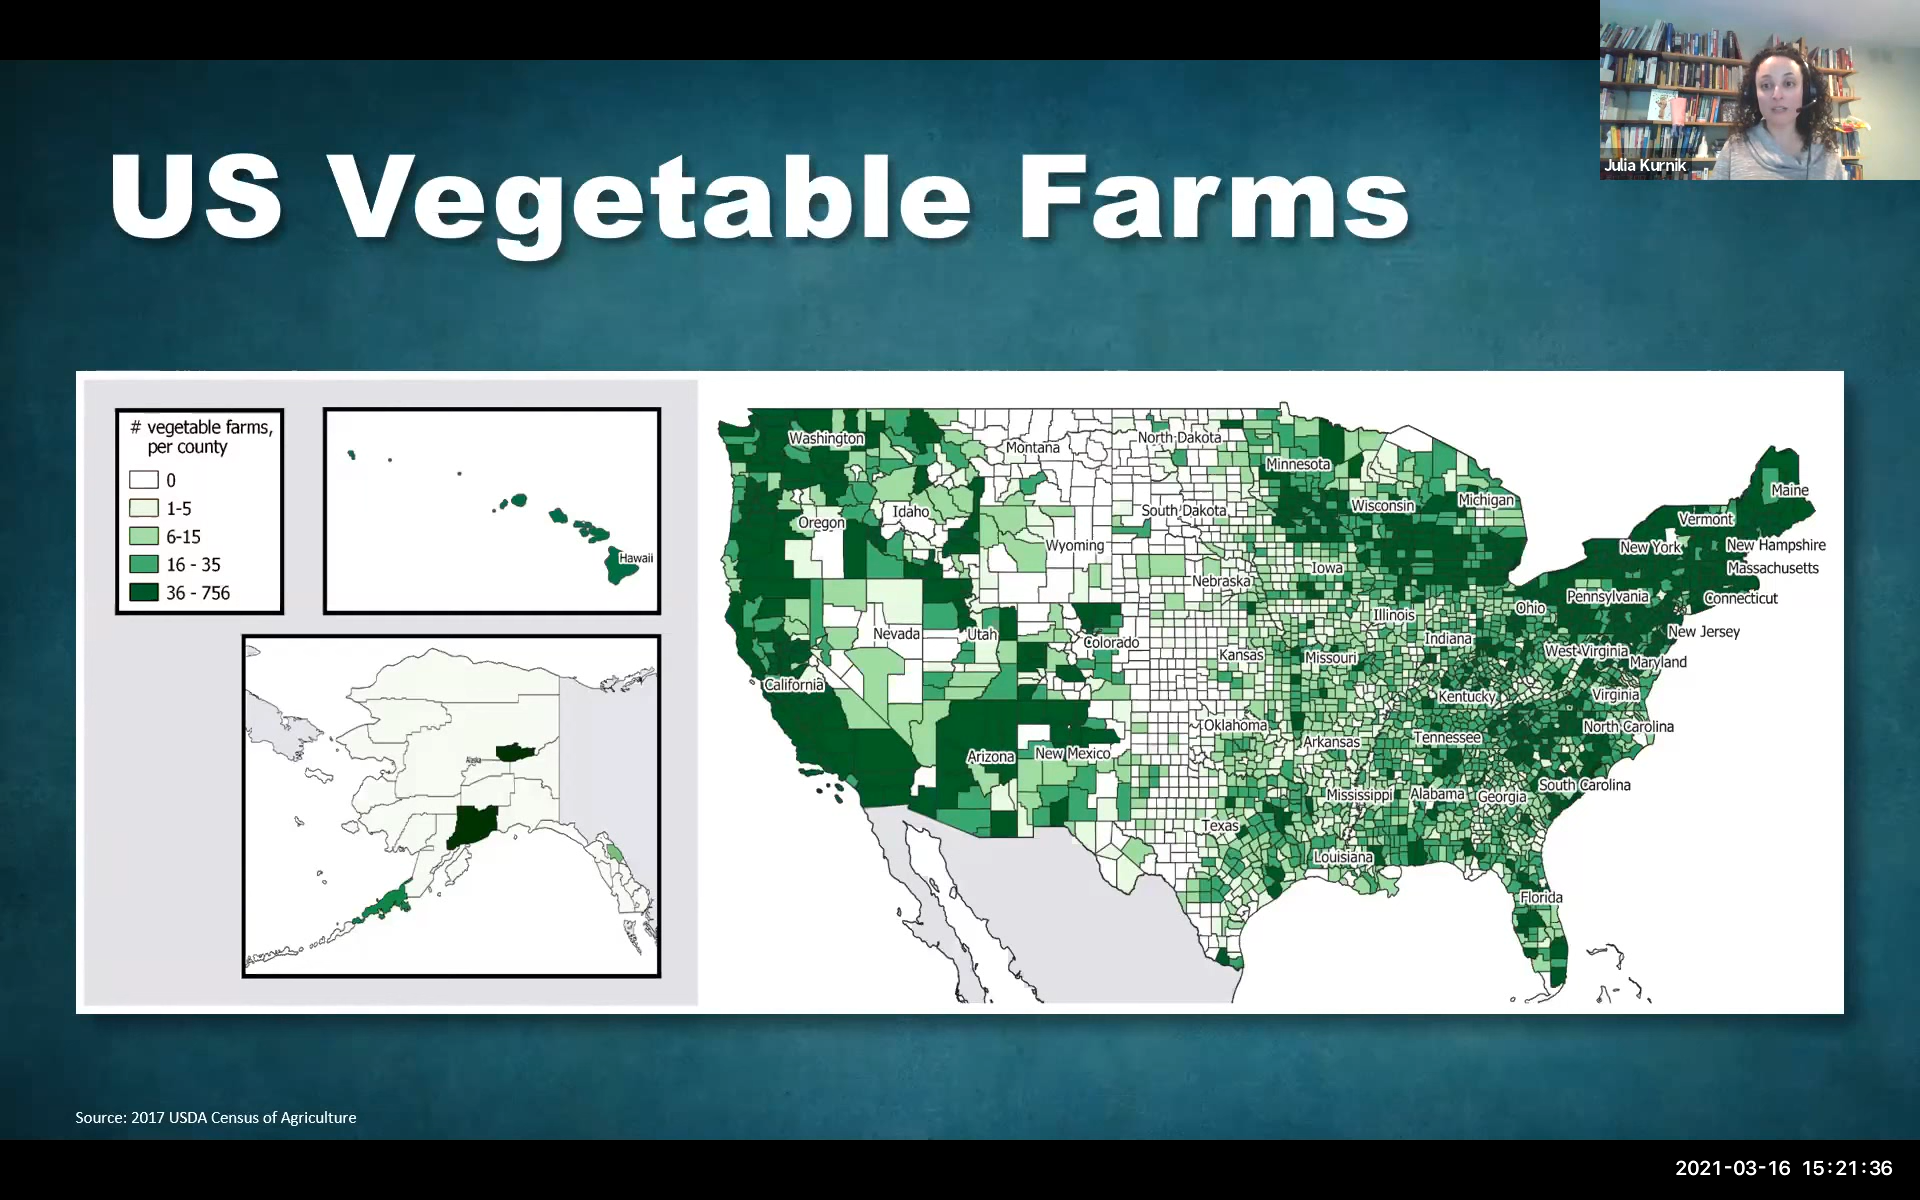 Julia Kurnik
US Vegetable Farms
# vegetable farms,
per county
0
1-5
6-15
16 - 35
36 - 756
Hawaii
Alaska
Washington
Montana
North Dakota
Minnesota
Maine
Oregon
Idaho
South Dakota
Wisconsin
Michigan
Vermont
Wyoming
New York
New Hampshire
Nebraska
Iowa
Massachusetts
Pennsylvania
Connecticut
Nevada
Utah
Colorado
Illinois
Indiana
Ohio
New Jersey
California
Kansas
Missouri
West Virginia
Maryland
Kentucky
Virginia
Arizona
New Mexico
Oklahoma
Arkansas
Tennessee
North Carolina
Texas
Mississippi
Alabama
Georgia
South Carolina
Louisiana
Florida
Source: 2017 USDA Census of Agriculture
2021-03-16 15:21:36